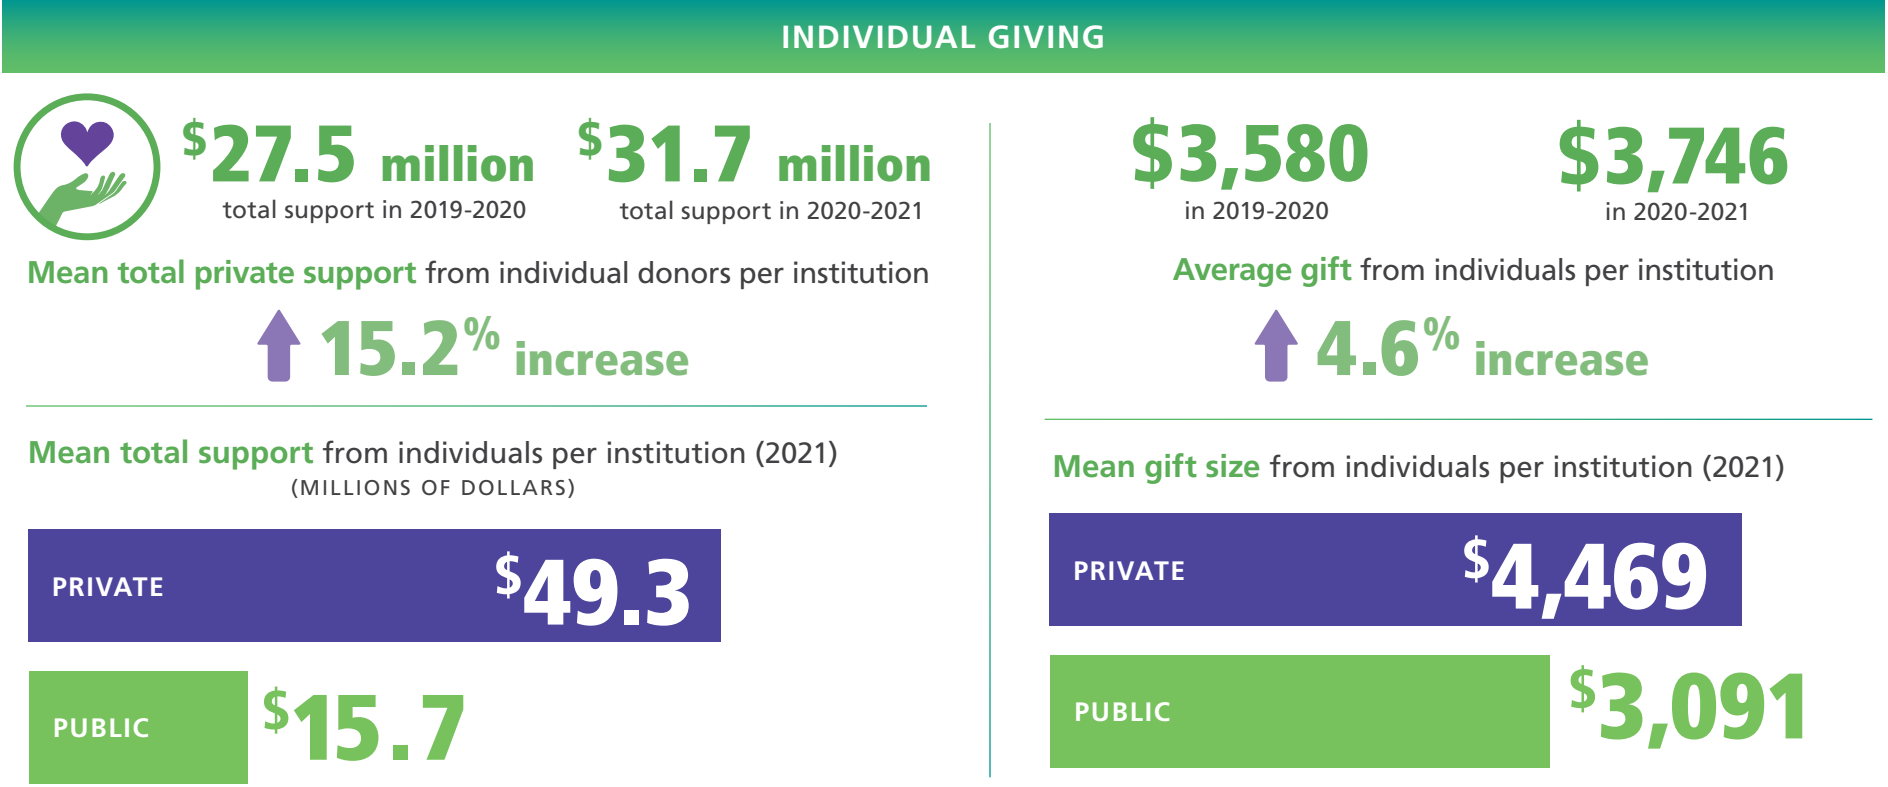 INDIVIDUAL GIVING
$27.5 million
total support in 2019-2020
$31.7 million
total support in 2020-2021
Mean total private support from individual donors per institution
15.2% increase
Mean total support from individuals per institution (2021)
(MILLIONS OF DOLLARS)
PRIVATE $49.3
PUBLIC $15.7
$3,580
in 2019-2020
$3,746
in 2020-2021
Average gift from individuals per institution
4.6% increase
Mean gift size from individuals per institution (2021)
PRIVATE $4,469
PUBLIC $3,091